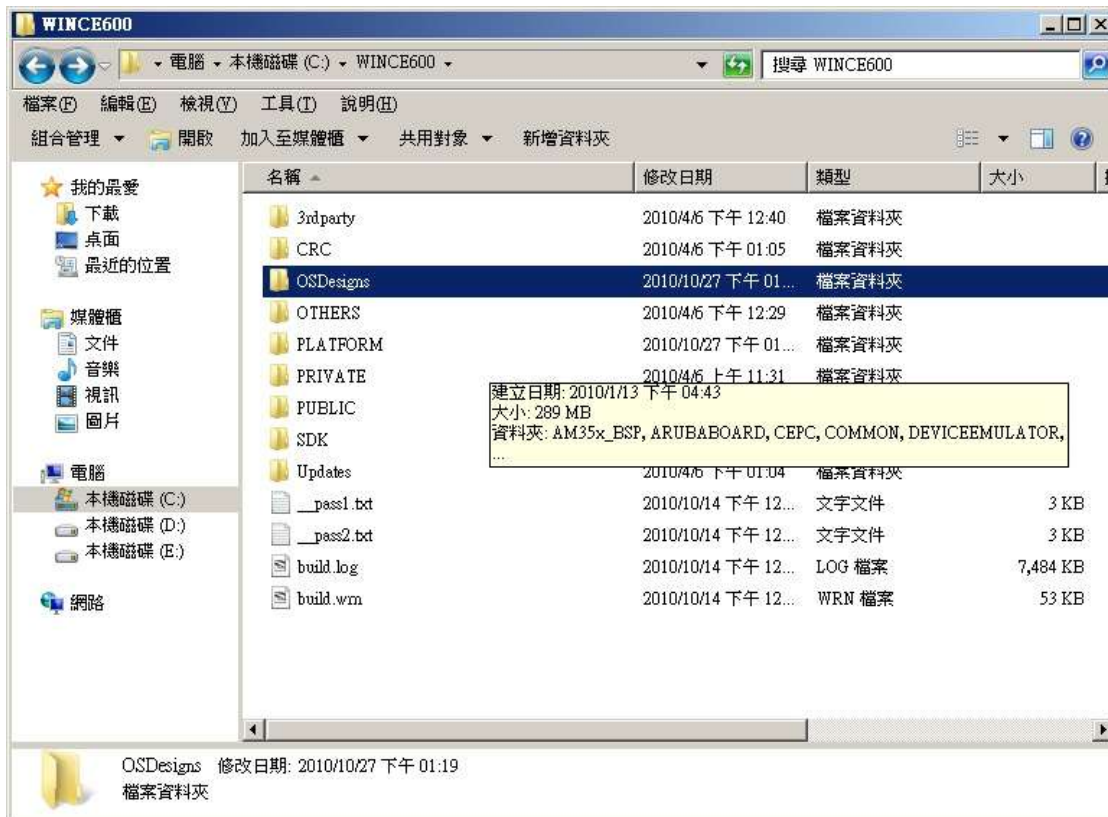 WINCE600
電腦 本機磁碟 (C:) WINCE600 搜尋 WINCE600
檔案(F) 編輯(E) 檢視(V) 工具(T) 說明(H)
組合管理 開啟 加入至媒體櫃 共用對象 新增資料夾
我的最愛
下載
桌面
最近的位置
媒體櫃
文件
音樂
視訊
圖片
電腦
本機磁碟 (C:)
本機磁碟 (D:)
本機磁碟 (E:)
網路
名稱 修改日期 類型 大小
3rdparty 2010/4/6 下午 12:40 檔案資料夾
CRC 2010/4/6 下午 01:05 檔案資料夾
OSDesigns 2010/10/27 下午 01... 檔案資料夾
OTHERS 2010/4/6 下午 12:29 檔案資料夾
PLATFORM 2010/10/27 下午 01... 檔案資料夾
PRIVATE 2010/4/6 上午 11:31 檔案資料夾
PUBLIC
SDK
建立日期: 2010/1/13 下午 04:43
大小: 289 MB
資料夾: AM35x_BSP, ARUBABOARD, CEPC, COMMON, DEVICEEMULATOR,
...
Updates 2010/4/6 下午 01:04 檔案資料夾
__pass1.txt 2010/10/14 下午 12... 文字文件 3 KB
__pass2.txt 2010/10/14 下午 12... 文字文件 3 KB
build.log 2010/10/14 下午 12... LOG 檔案 7,484 KB
build.wrn 2010/10/14 下午 12... WRN 檔案 53 KB
OSDesigns 修改日期: 2010/10/27 下午 01:19
檔案資料夾